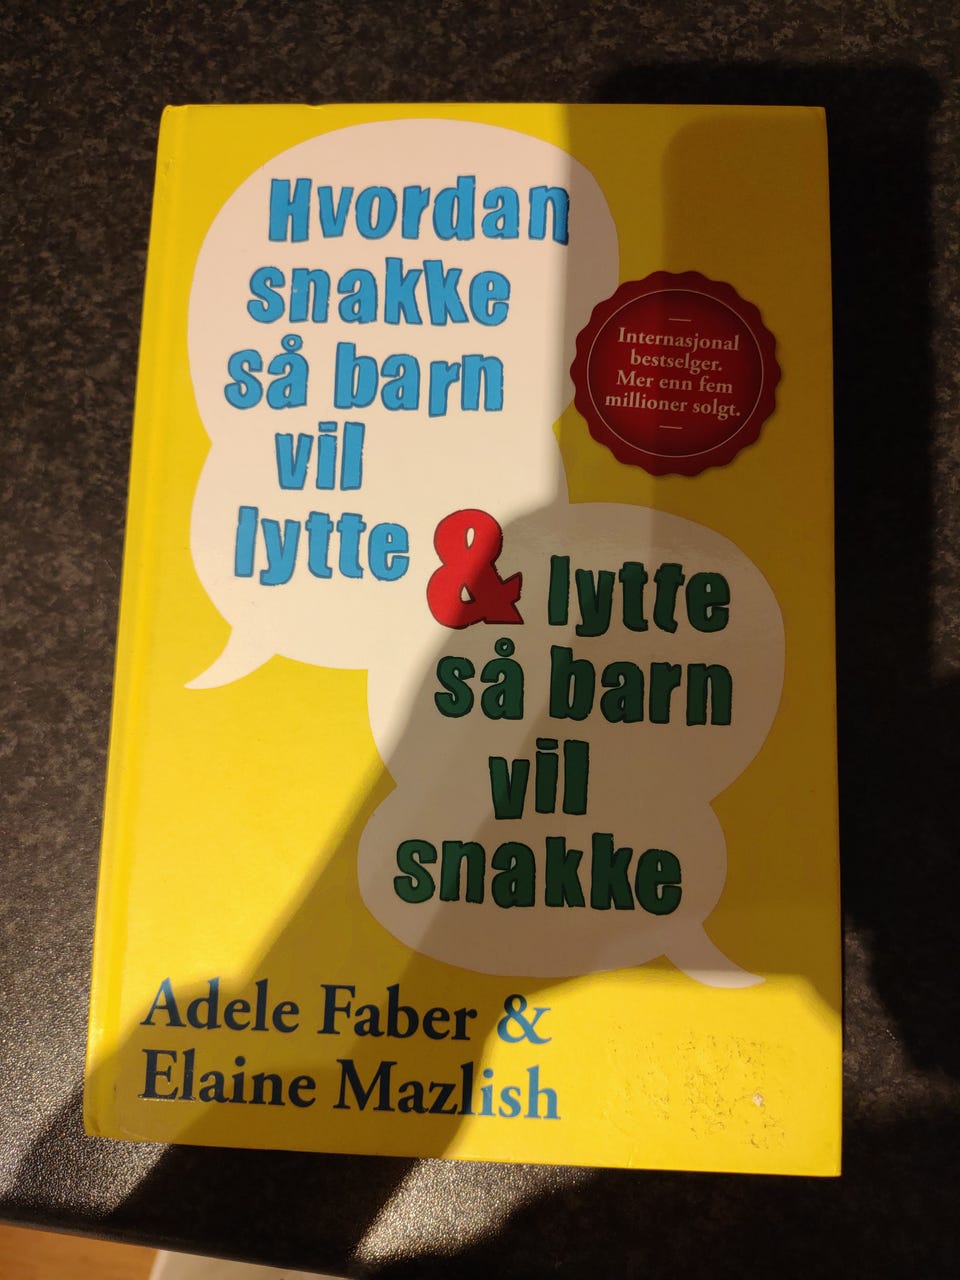 Hvordan
snakke
så barn
vil
lytte & lytte
så barn
vil
snakke
Internasjonal
bestselger.
Mer enn fem
millioner solgt.
Adele Faber &
Elaine Mazlish